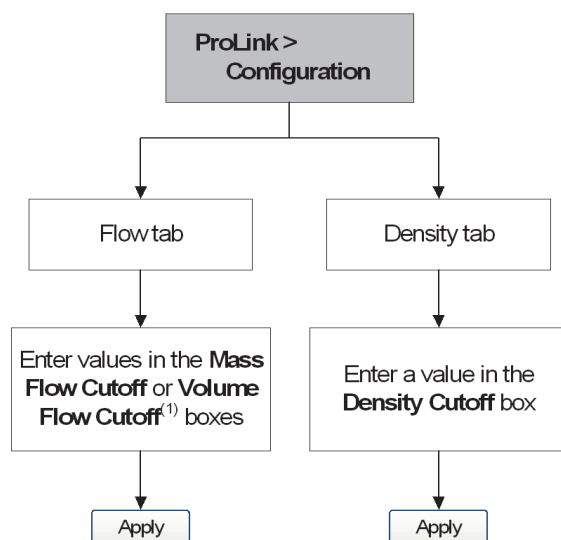 ProLink >
Configuration
Flow tab
Density tab
Enter values in the Mass
Flow Cutoff or Volume
Flow Cutoff(1) boxes
Enter a value in the
Density Cutoff box
Apply
Apply